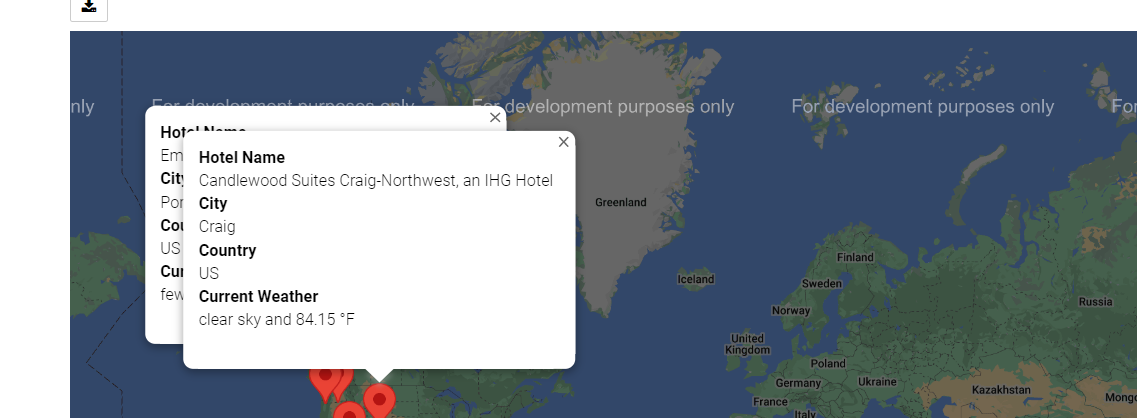 nly
For development purposes only
For development purposes only
For development purposes only
For
Hotel Name
Em
City
Por
Cou
US
Cur
few
Hotel Name
Candlewood Suites Craig-Northwest, an IHG Hotel
City
Craig
Country
US
Current Weather
clear sky and 84.15 °F
Greenland
Iceland
Finland
Sweden
Norway
Russia
United
Kingdom
Poland
Germany
Ukraine
Kazakhstan
France
Italy
Mongo